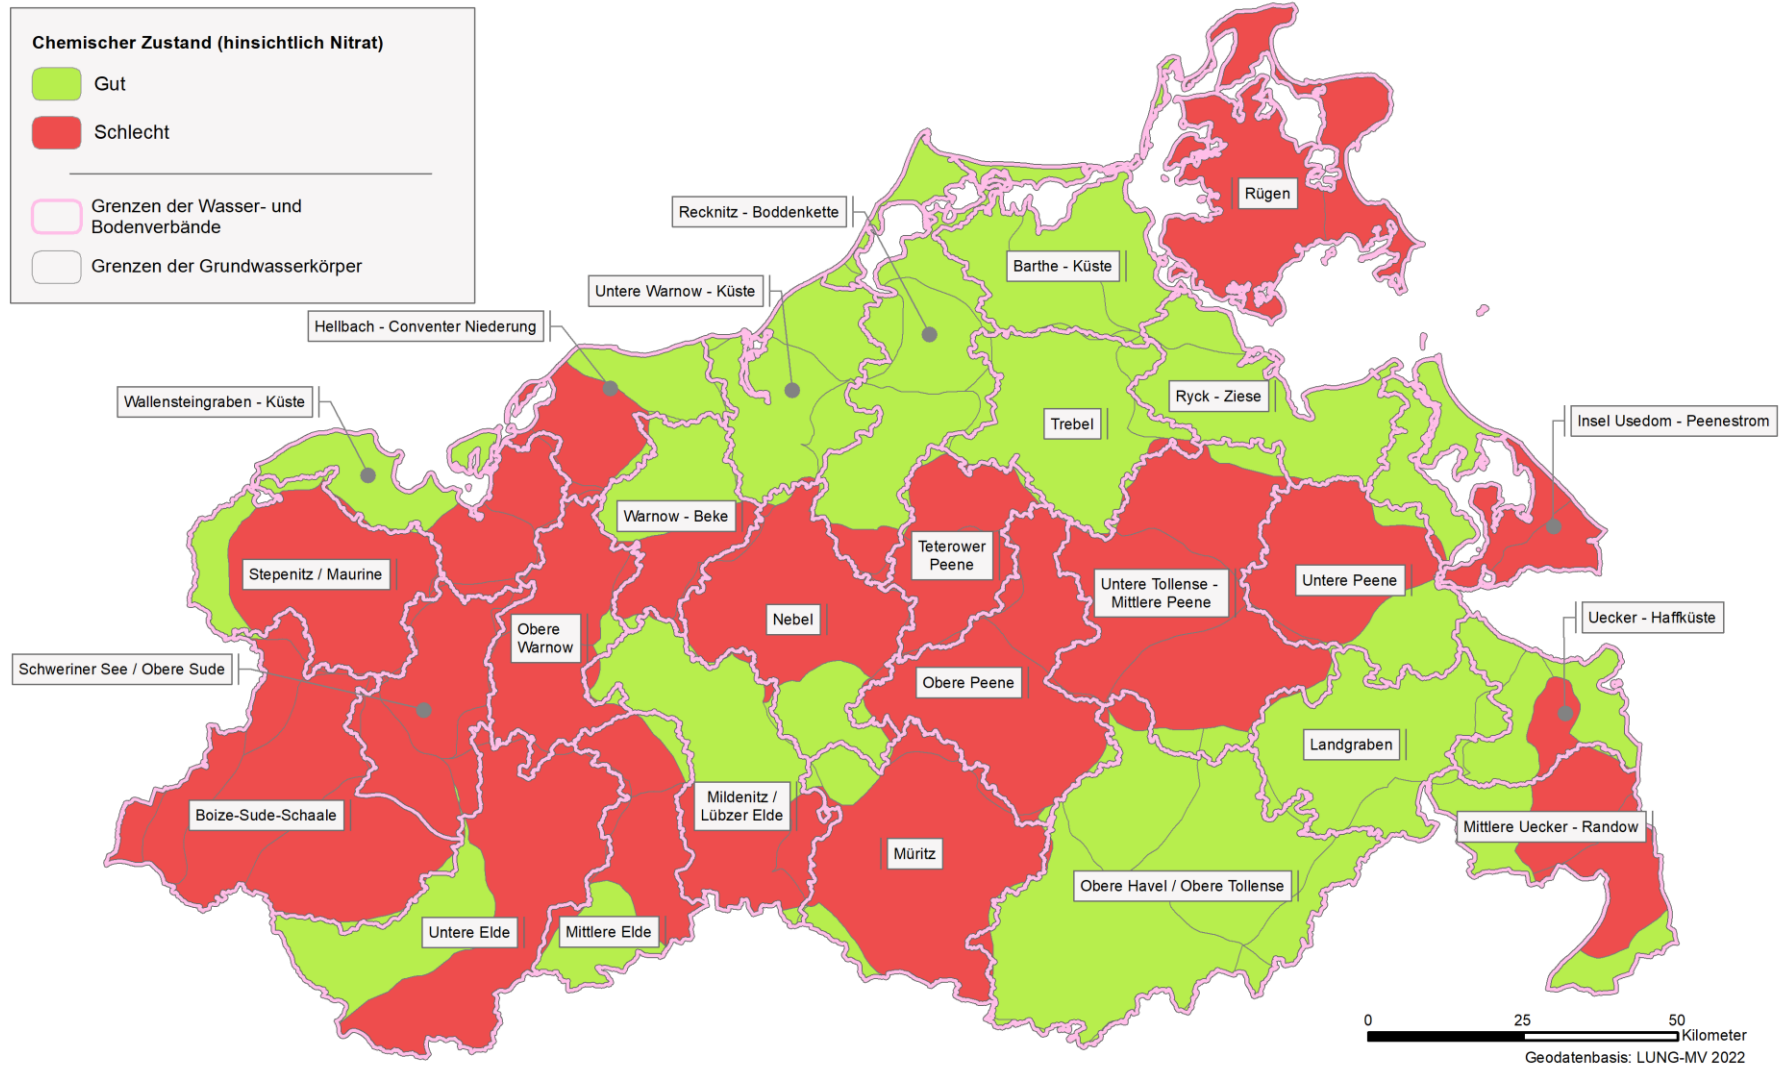 Chemischer Zustand (hinsichtlich Nitrat)
Gut
Schlecht
Grenzen der Wasser- und
Bodenverbände
Grenzen der Grundwasserkörper
Rügen
Recknitz - Boddenkette
Barthe - Küste
Untere Warnow - Küste
Hellbach - Conventer Niederung
Wallensteingraben - Küste
Ryck - Ziese
Trebel
Insel Usedom - Peenestrom
Warnow - Beke
Teterower
Peene
Stepenitz / Maurine
Untere Tollense -
Mittlere Peene
Untere Peene
Nebel
Uecker - Haffküste
Obere
Warnow
Schweriner See / Obere Sude
Obere Peene
Landgraben
Mildenitz /
Lübzer Elde
Boize-Sude-Schaale
Mittlere Uecker - Randow
Müritz
Obere Havel / Obere Tollense
Untere Elde
Mittlere Elde
0 25 50
Kilometer
Geodatenbasis: LUNG-MV 2022